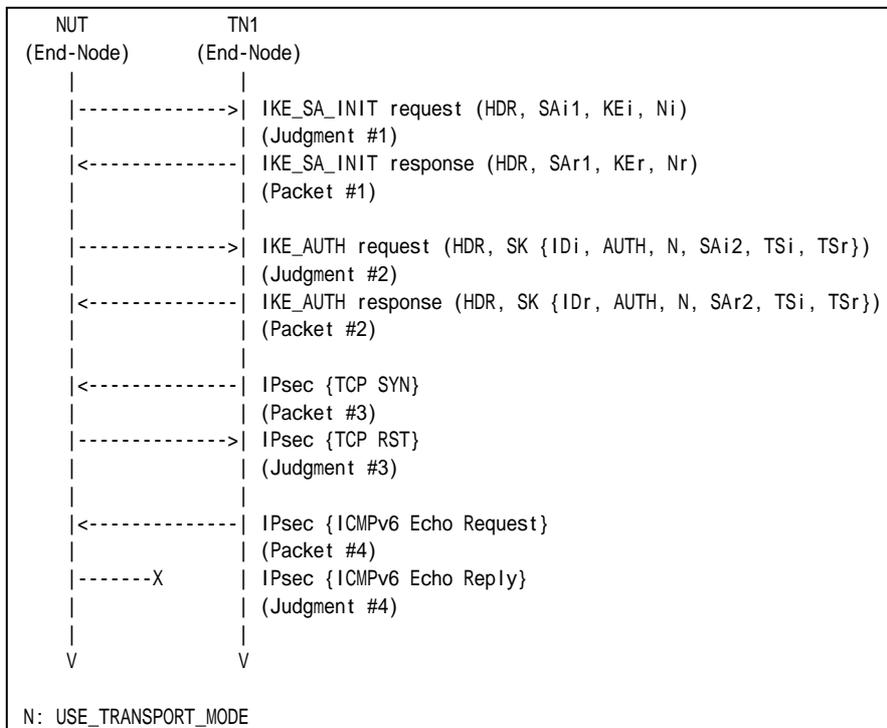 NUT TN1
(End-Node) (End-Node)
| |
|-------------->| IKE_SA_INIT request (HDR, SAi1, KEi, Ni)
| | (Judgment #1)
|<--------------| IKE_SA_INIT response (HDR, SAr1, KEr, Nr)
| | (Packet #1)
| |
|-------------->| IKE_AUTH request (HDR, SK {IDi, AUTH, N, SAi2, TSi, TSr})
| | (Judgment #2)
|<--------------| IKE_AUTH response (HDR, SK {IDr, AUTH, N, SAr2, TSi, TSr})
| | (Packet #2)
| |
|<--------------| IPsec {TCP SYN}
| | (Packet #3)
|-------------->| IPsec {TCP RST}
| | (Judgment #3)
| |
|<--------------| IPsec {ICMPv6 Echo Request}
| | (Packet #4)
|-------X | IPsec {ICMPv6 Echo Reply}
| | (Judgment #4)
| |
V V
N: USE_TRANSPORT_MODE